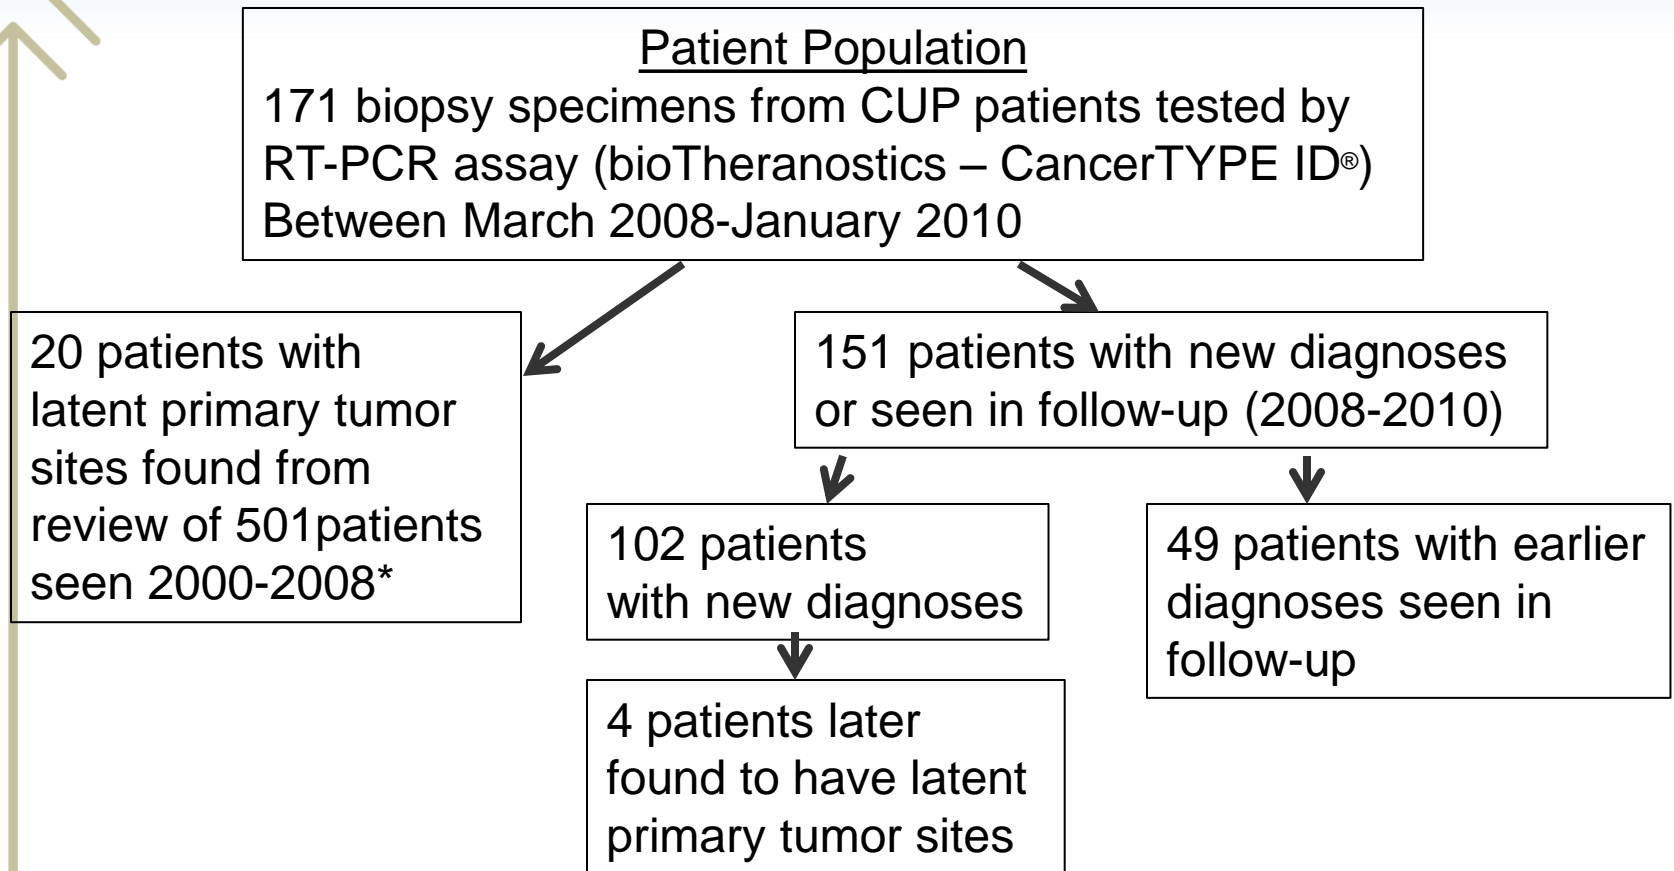 Patient Population
171 biopsy specimens from CUP patients tested by
RT-PCR assay (bioTheranostics – CancerTYPE ID®)
Between March 2008-January 2010
20 patients with
latent primary tumor
sites found from
review of 501patients
seen 2000-2008*
151 patients with new diagnoses
or seen in follow-up (2008-2010)
102 patients
with new diagnoses
49 patients with earlier
diagnoses seen in
follow-up
4 patients later
found to have latent
primary tumor sites